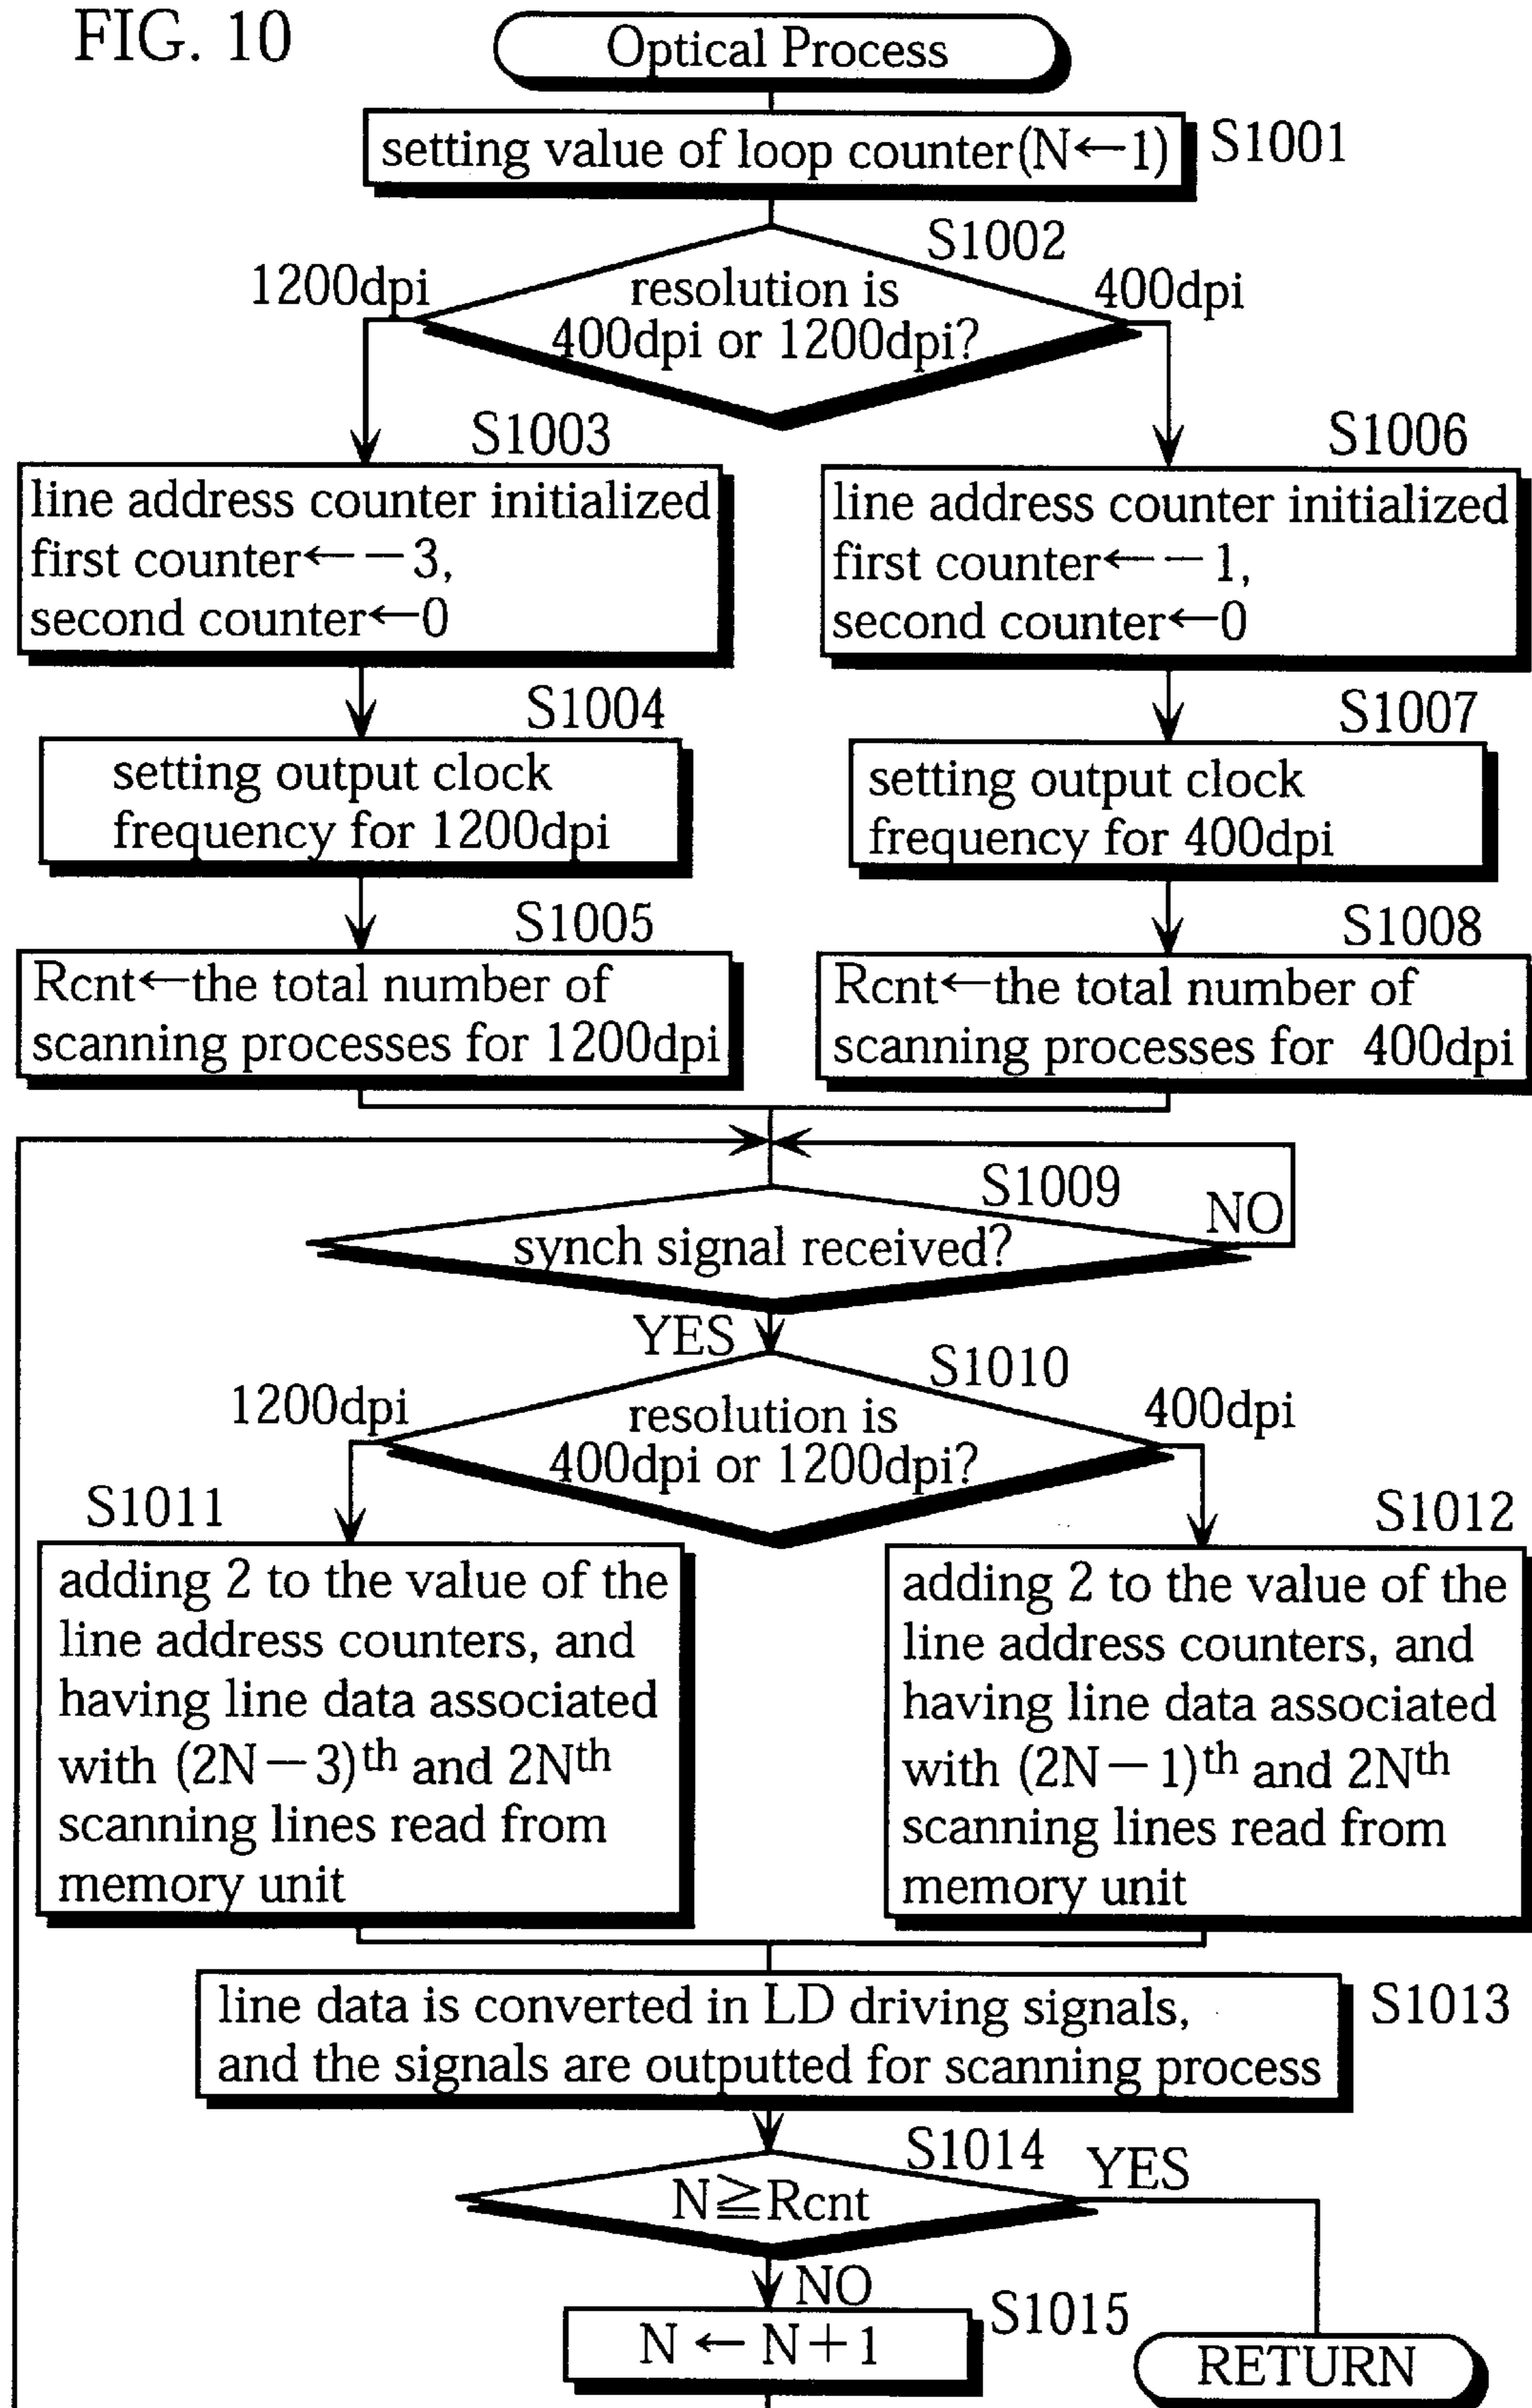 FIG. 10
Optical Process
setting value of loop counter(N←1)
S1001
S1002
1200dpi
resolution is
400dpi or 1200dpi?
400dpi
S1003
line address counter initialized
first counter←－3,
second counter←0
S1006
line address counter initialized
first counter←－1,
second counter←0
S1004
setting output clock
frequency for 1200dpi
S1007
setting output clock
frequency for 400dpi
S1005
Rcnt←the total number of
scanning processes for 1200dpi
S1008
Rcnt←the total number of
scanning processes for 400dpi
S1009
synch signal received?
NO
YES
S1010
1200dpi
resolution is
400dpi or 1200dpi?
400dpi
S1011
adding 2 to the value of the
line address counters, and
having line data associated
with (2N－3)th and 2Nth
scanning lines read from
memory unit
S1012
adding 2 to the value of the
line address counters, and
having line data associated
with (2N－1)th and 2Nth
scanning lines read from
memory unit
line data is converted in LD driving signals,
and the signals are outputted for scanning process
S1013
S1014
N≧Rcnt
YES
NO
N←N+1
S1015
RETURN